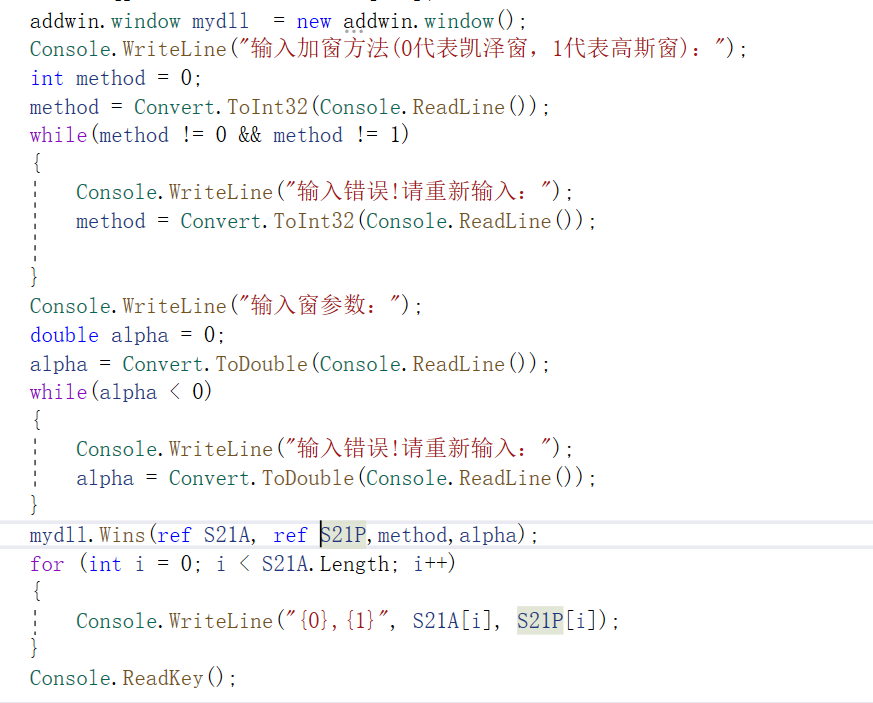 addwin.window mydll  = new addwin.window();
Console.WriteLine("输入加窗方法(0代表凯泽窗，1代表高斯窗)：");
int method = 0;
method = Convert.ToInt32(Console.ReadLine());
while(method != 0 && method != 1)
{
    Console.WriteLine("输入错误!请重新输入：");
    method = Convert.ToInt32(Console.ReadLine());
}
Console.WriteLine("输入窗参数：");
double alpha = 0;
alpha = Convert.ToDouble(Console.ReadLine());
while(alpha < 0)
{
    Console.WriteLine("输入错误!请重新输入：");
    alpha = Convert.ToDouble(Console.ReadLine());
}
mydll.Wins(ref S21A, ref S21P,method,alpha);
for (int i = 0; i < S21A.Length; i++)
{
    Console.WriteLine("{0},{1}", S21A[i], S21P[i]);
}
Console.ReadKey();